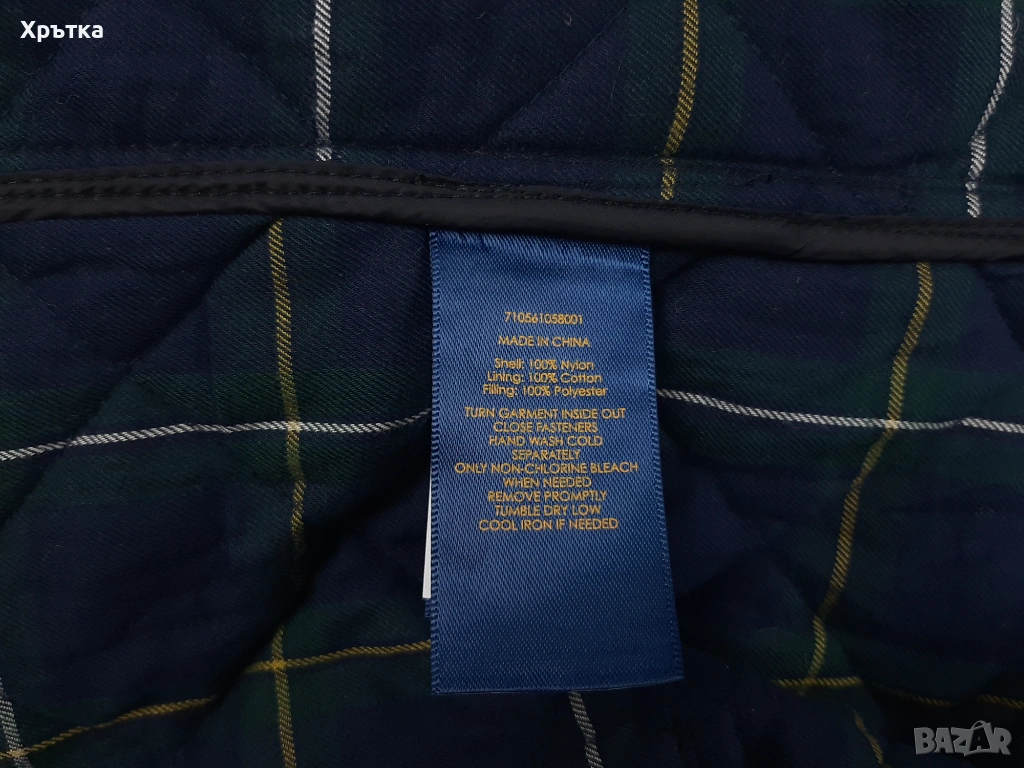 Хрътка
710561058001
MADE IN CHINA
Shell: 100% Nylon
Lining: 100% Cotton
Filling: 100% Polyester
TURN GARMENT INSIDE OUT
CLOSE FASTENERS
HAND WASH COLD
SEPARATELY
ONLY NON-CHLORINE BLEACH
WHEN NEEDED
REMOVE PROMPTLY
TUMBLE DRY LOW
COOL IRON IF NEEDED
BAZAR